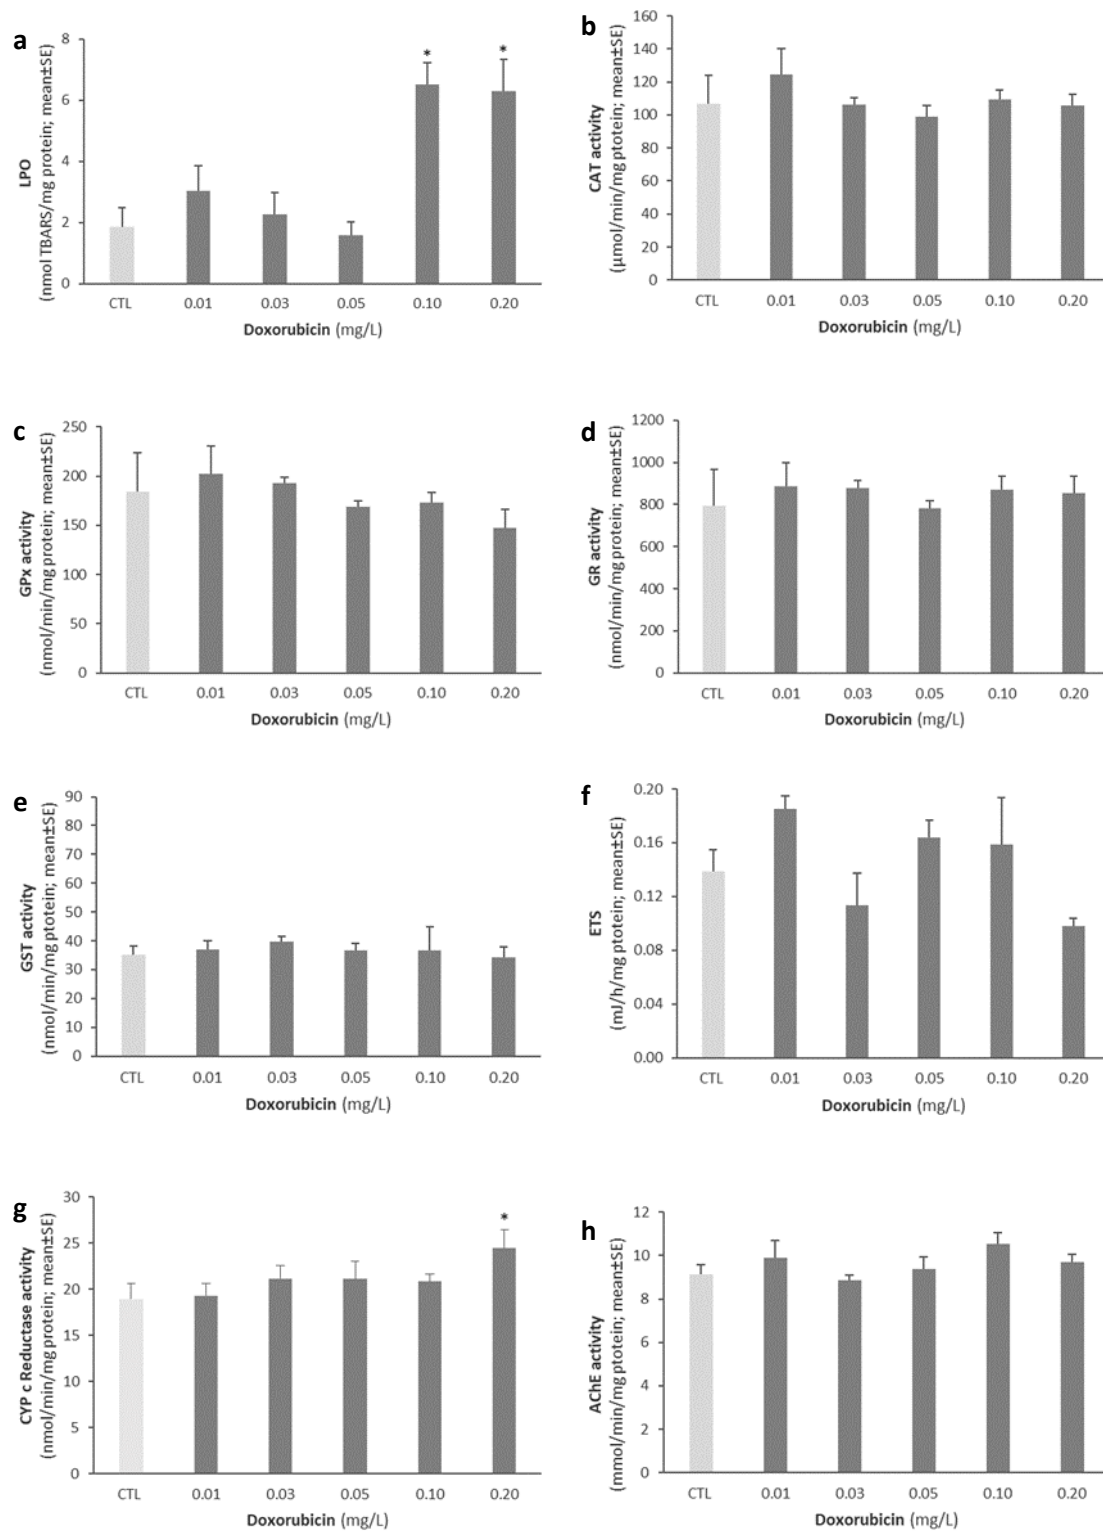 a
LPO
(nmol TBARS/mg protein; mean±SE)
8
6
4
2
0
*
*
CTL 0.01 0.03 0.05 0.10 0.20
Doxorubicin (mg/L)
b
CAT activity
(μmol/min/mg ptotein; mean±SE)
160
140
120
100
80
60
40
20
0
CTL 0.01 0.03 0.05 0.10 0.20
Doxorubicin (mg/L)
c
GPx activity
(nmol/min/mg protein; mean±SE)
250
200
150
100
50
0
CTL 0.01 0.03 0.05 0.10 0.20
Doxorubicin (mg/L)
d
GR activity
(nmol/min/mg protein; mean±SE)
1200
1000
800
600
400
200
0
CTL 0.01 0.03 0.05 0.10 0.20
Doxorubicin (mg/L)
e
GST activity
(nmol/min/mg ptotein; mean±SE)
90
80
70
60
50
40
30
20
10
0
CTL 0.01 0.03 0.05 0.10 0.20
Doxorubicin (mg/L)
f
ETS
(mJ/h/mg ptotein; mean±SE)
0.20
0.16
0.12
0.08
0.04
0.00
CTL 0.01 0.03 0.05 0.10 0.20
Doxorubicin (mg/L)
g
CYP c Reductase activity
(nmol/min/mg protein; mean±SE)
30
25
20
15
10
5
0
*
CTL 0.01 0.03 0.05 0.10 0.20
Doxorubicin (mg/L)
h
AChE activity
(mmol/min/mg ptotein; mean±SE)
12
10
8
6
4
2
0
CTL 0.01 0.03 0.05 0.10 0.20
Doxorubicin (mg/L)